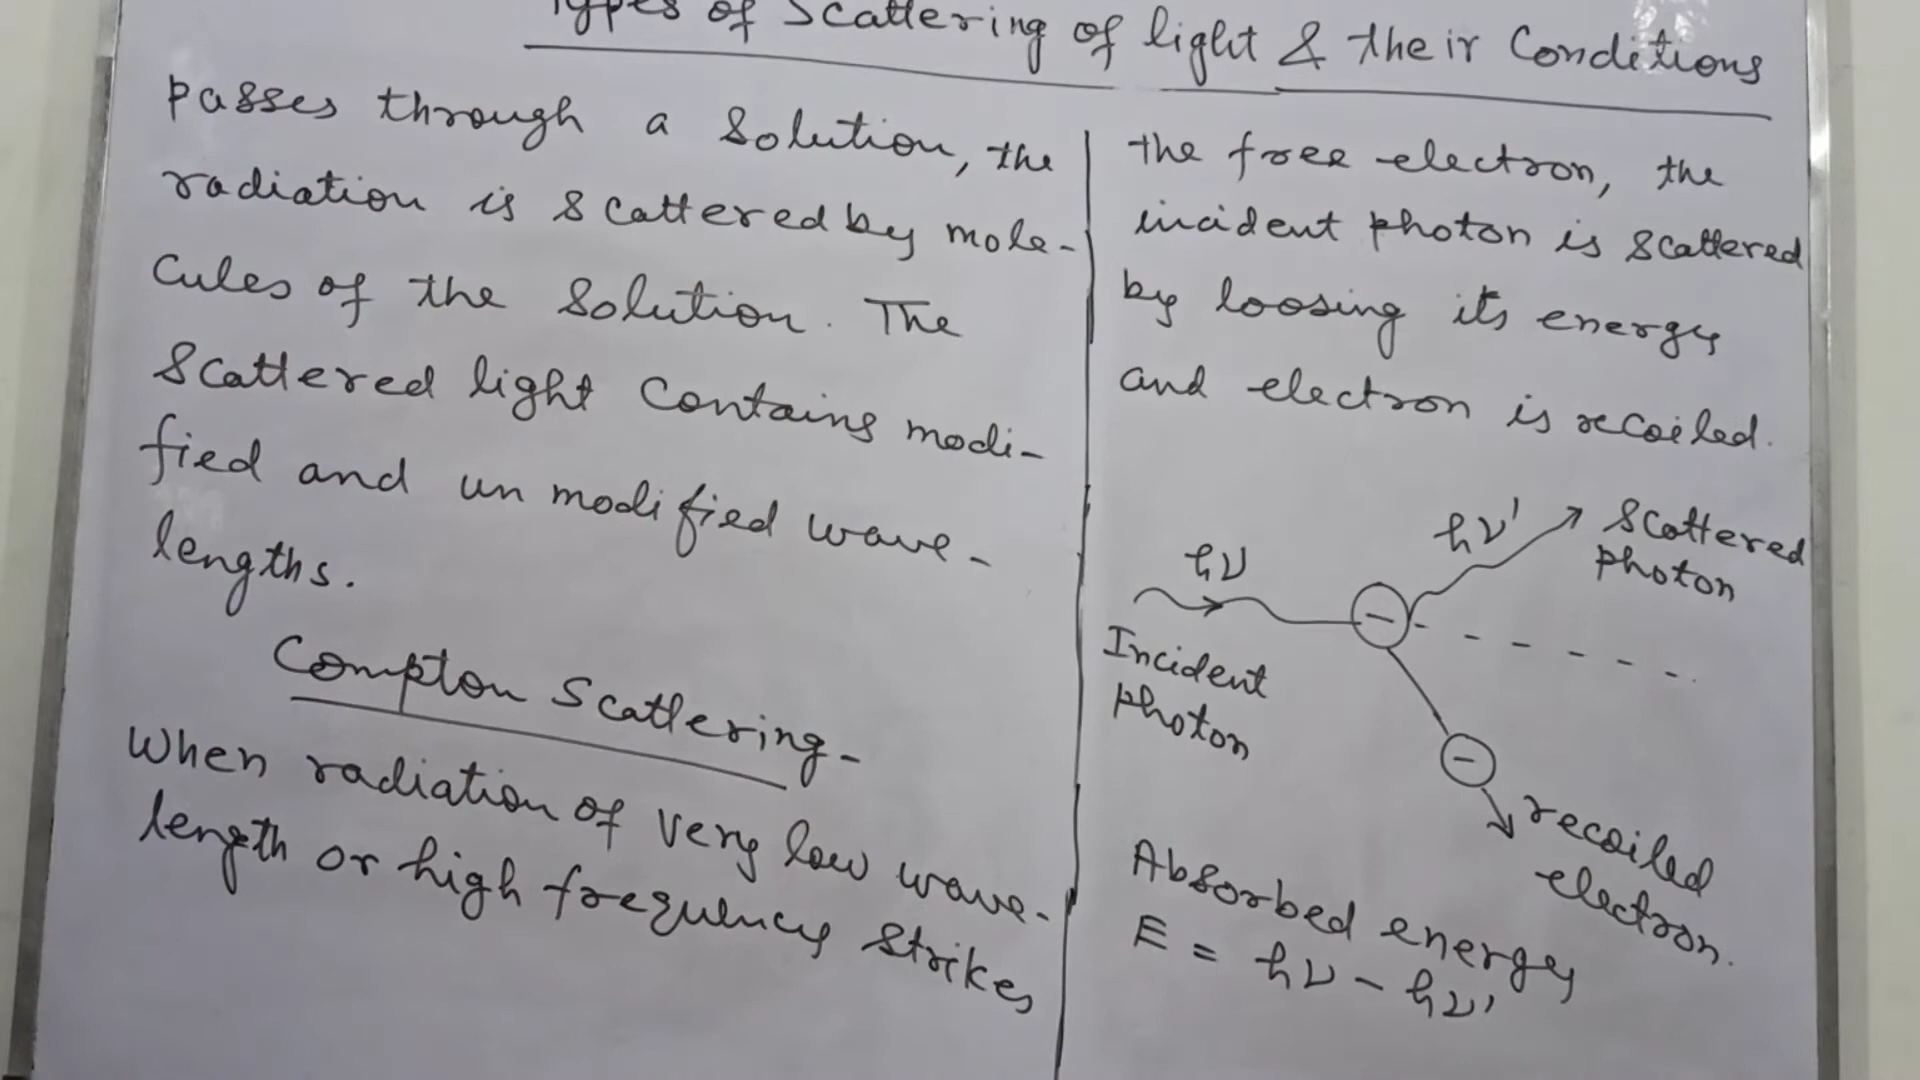 Types of Scattering of light & their Conditions
passes through a solution, the
radiation is scattered by mole-
cules of the solution. The
Scattered light Contains modi-
fied and un modified wave-
lengths.
Compton Scattering-
When radiation of very low wave-
length or high frequency strikes
the free electron, the
incident photon is scattered
by loosing its energy
and electron is recoiled.
hν
hν'
Scattered
photon
Incident
photon
recoiled
electron.
Absorbed energy
E = hν - hν'